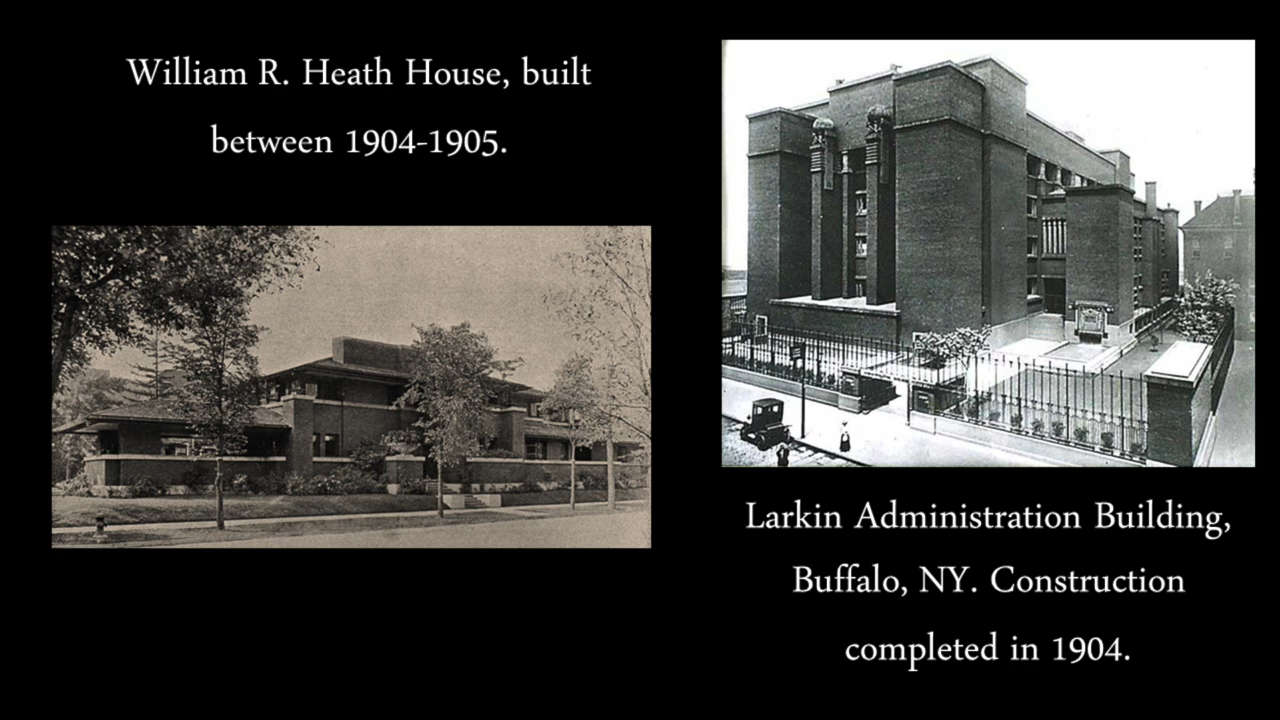 William R. Heath House, built
between 1904-1905.
Larkin Administration Building,
Buffalo, NY. Construction
completed in 1904.